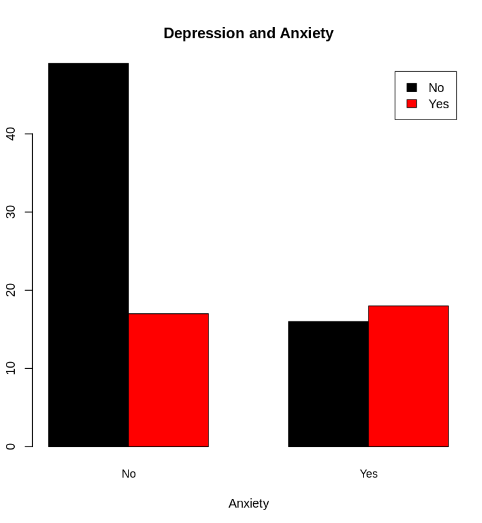 Depression and Anxiety
No
Yes
40
30
20
10
0
No Yes
Anxiety